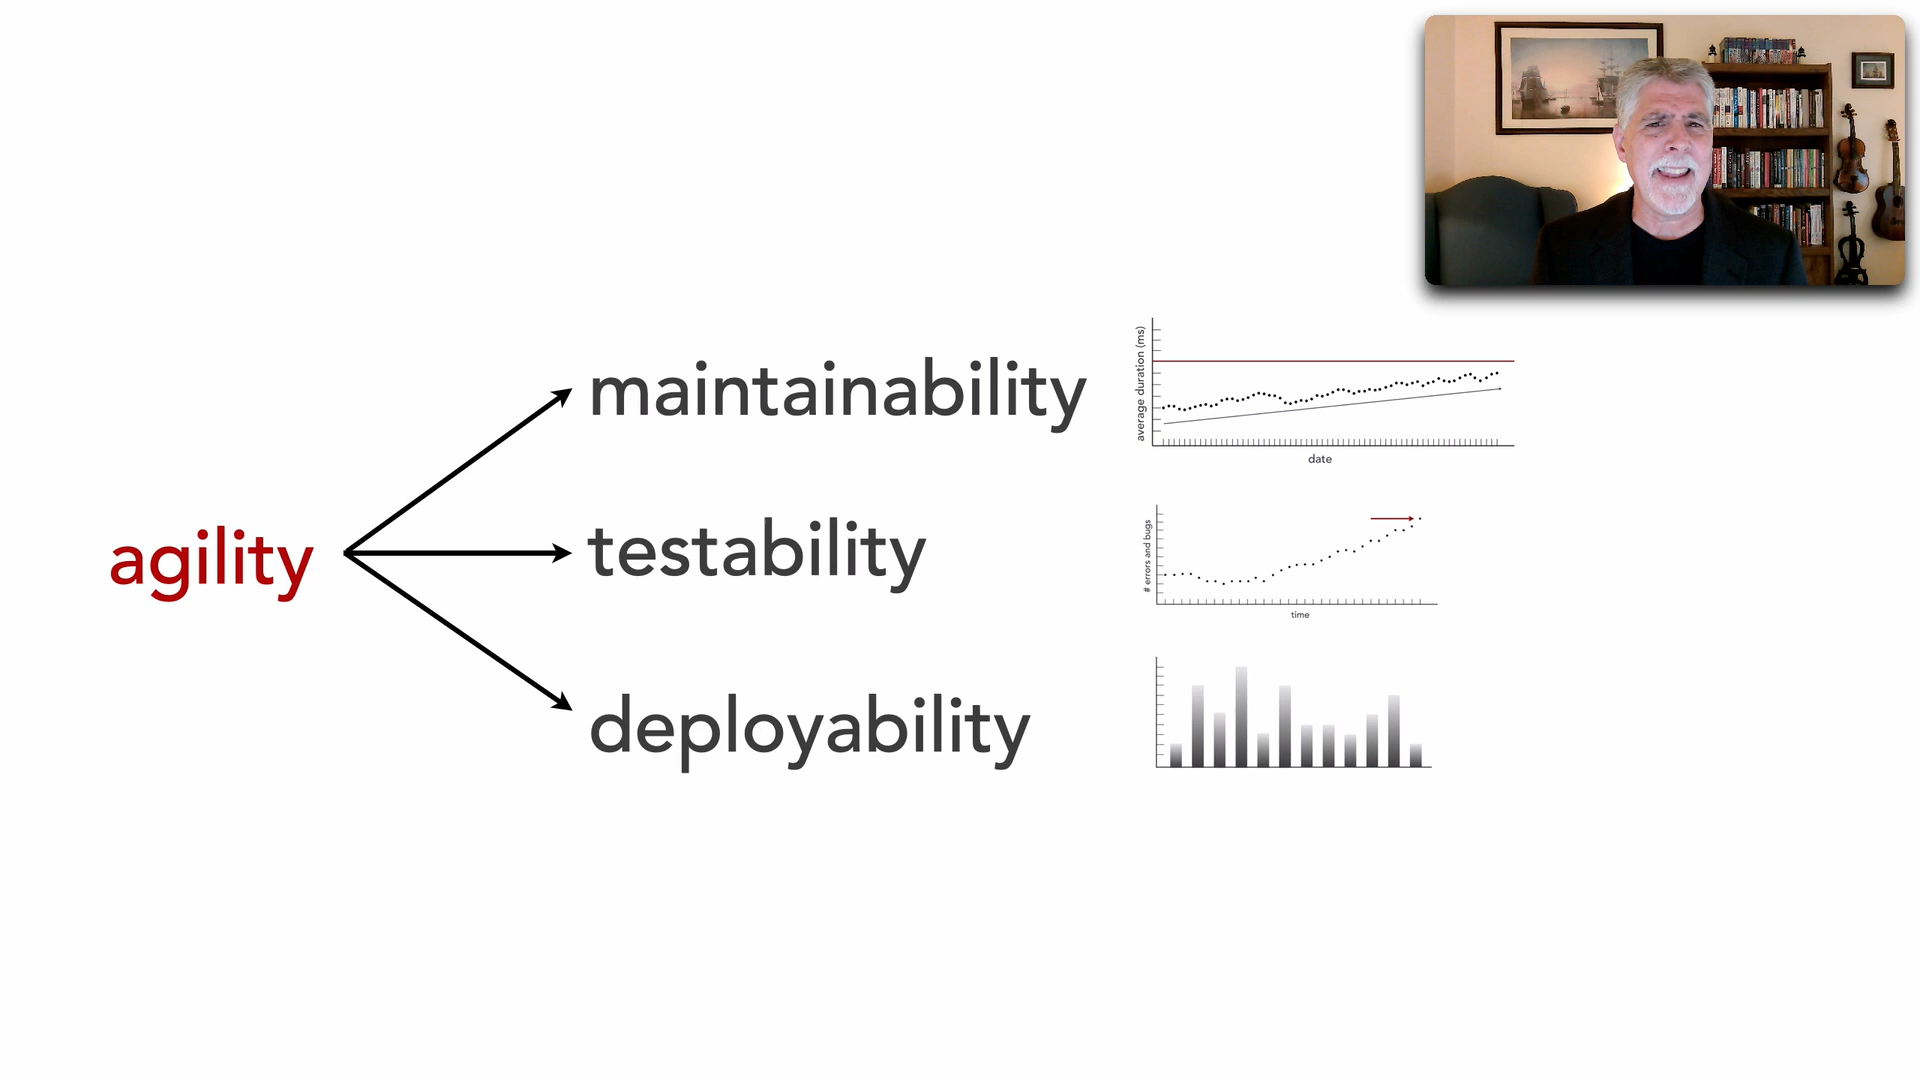 maintainability
average duration (ms)
date
agility
testability
# errors and bugs
time
deployability